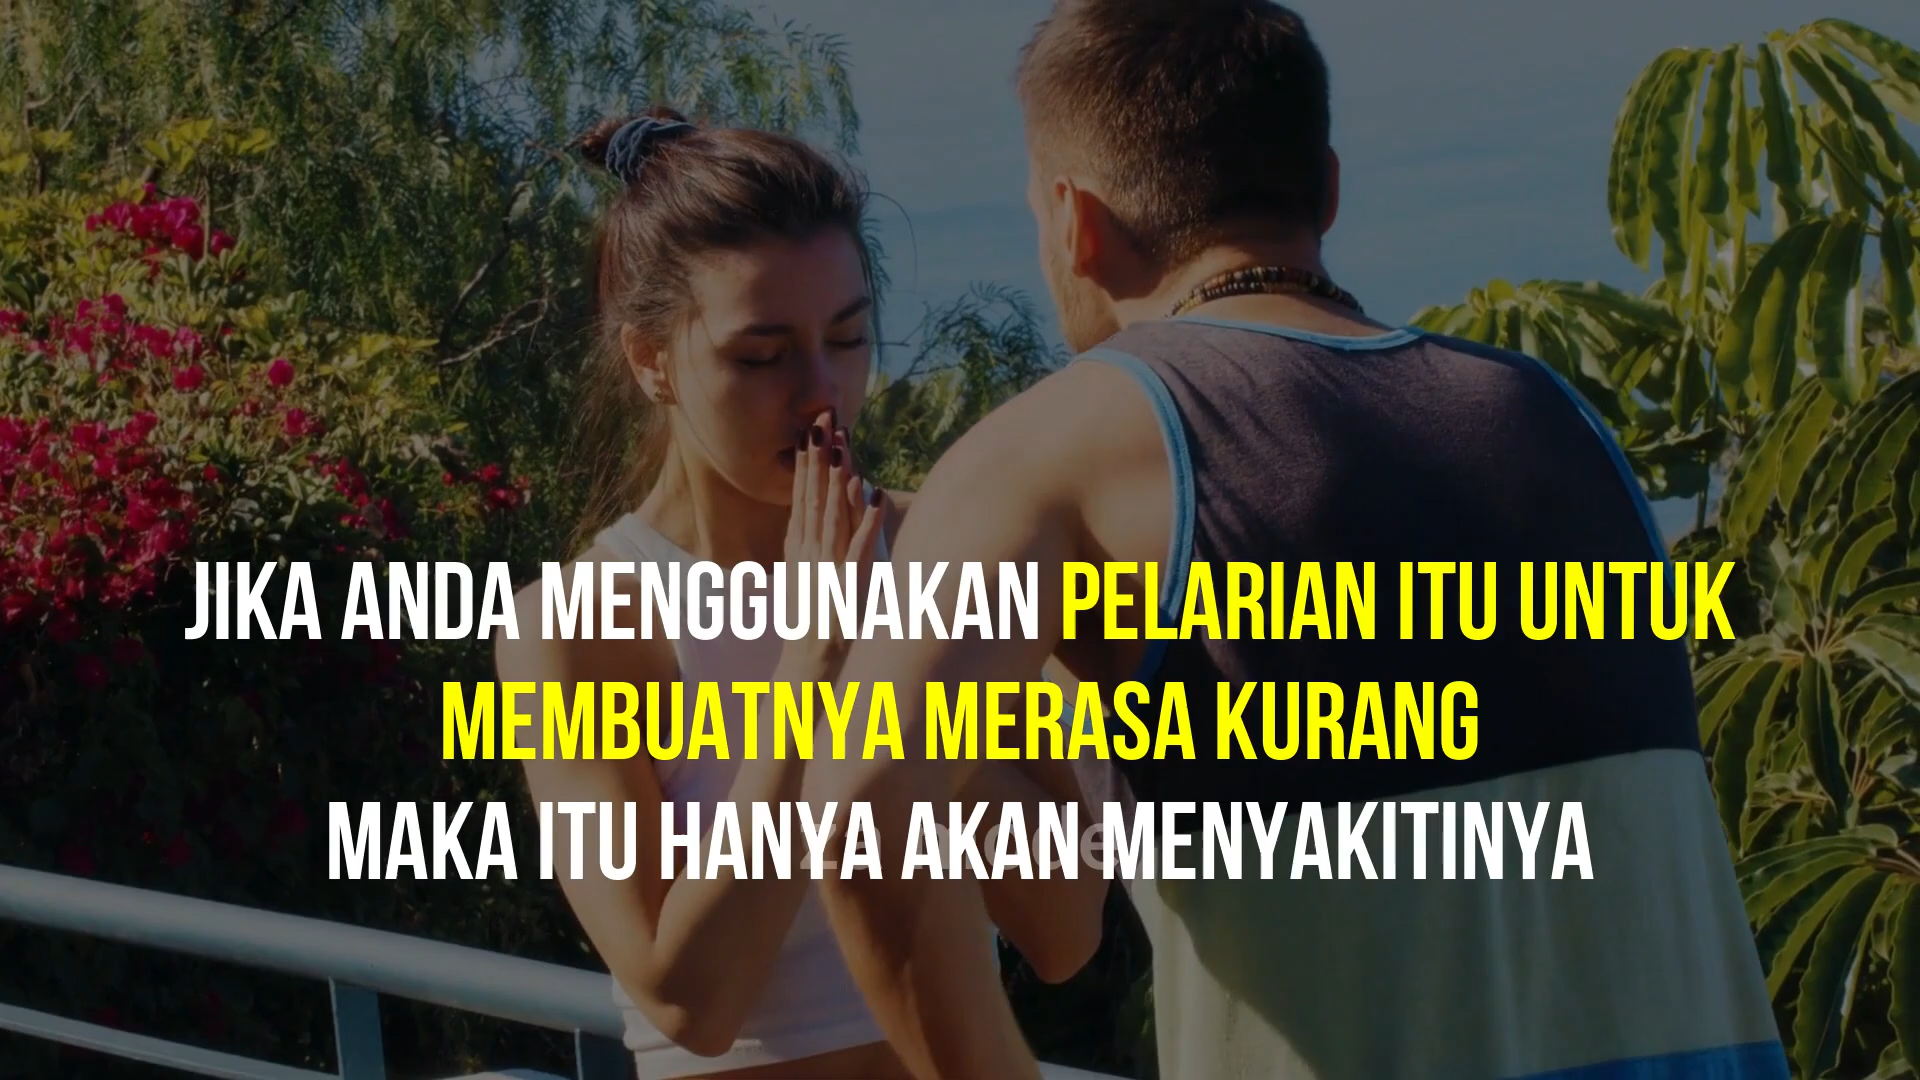 JIKA ANDA MENGGUNAKAN PELARIAN ITU UNTUK
MEMBUATNYA MERASA KURANG
MAKA ITU HANYA AKAN MENYAKITINYA